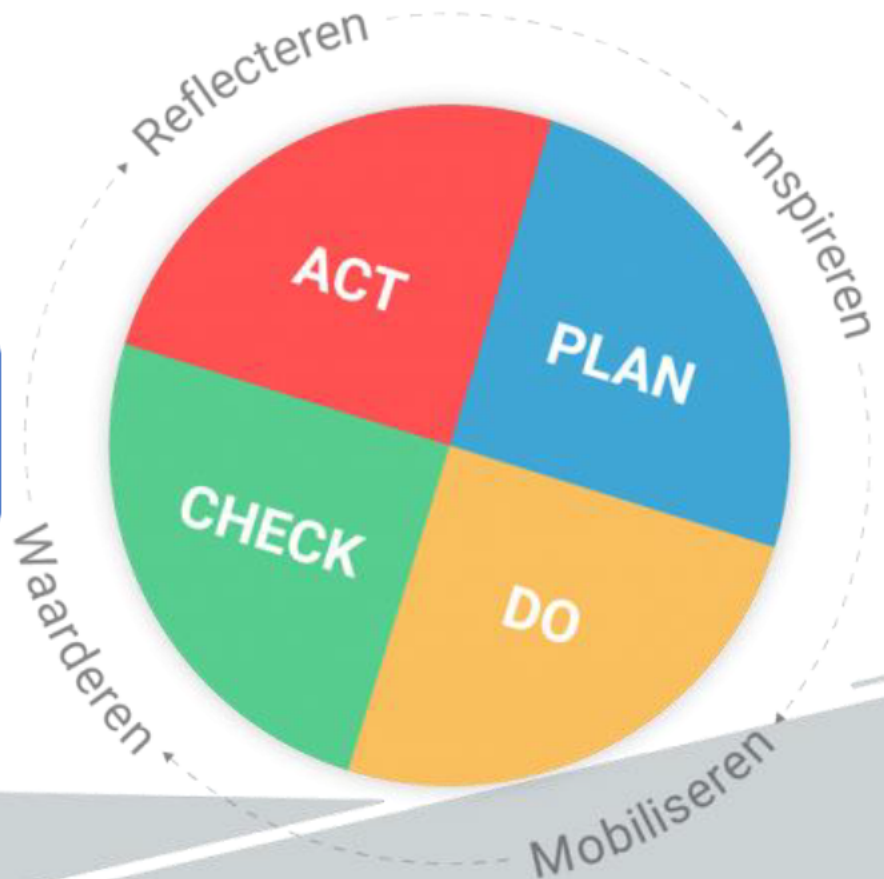 Reflecteren
Inspireren
ACT
PLAN
CHECK
DO
Waarderen
Mobiliseren